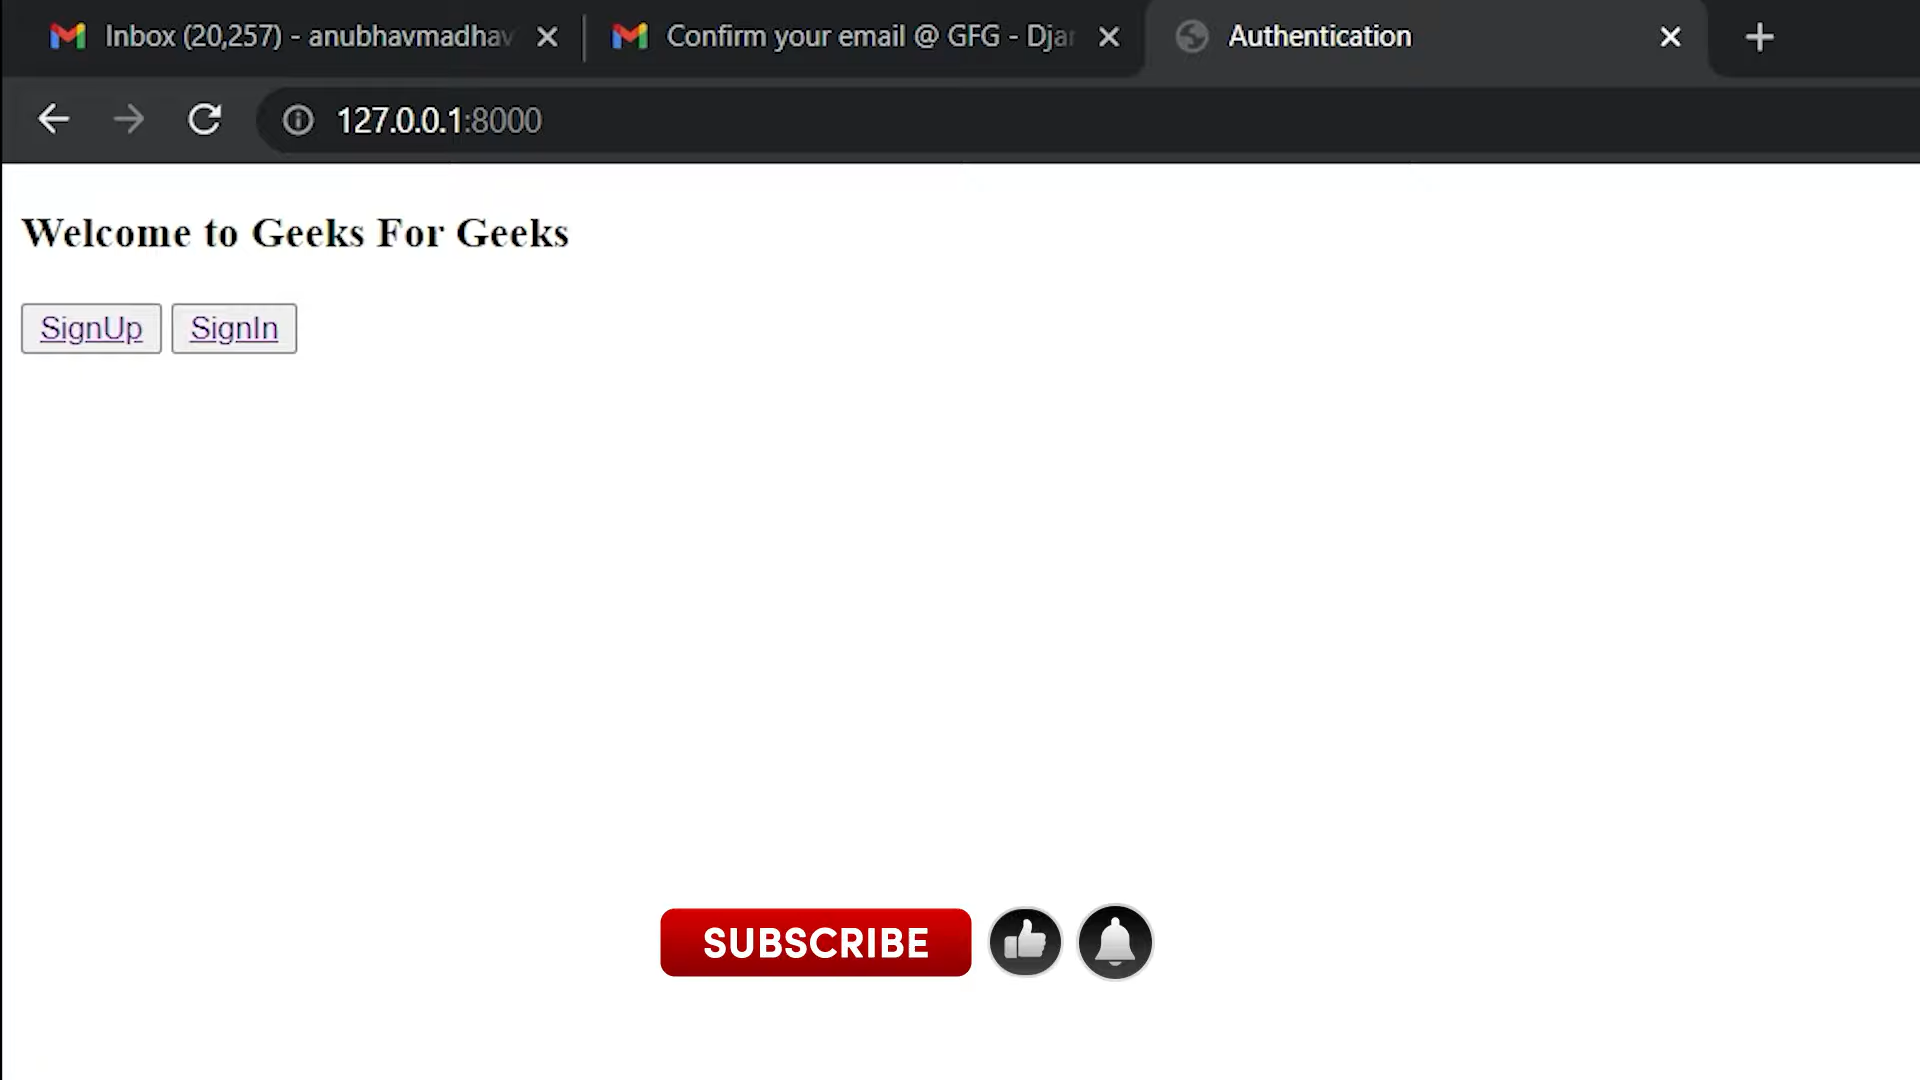 Inbox (20,257) - anubhavmadhav
Confirm your email @ GFG - Djan
Authentication
127.0.0.1:8000
Welcome to Geeks For Geeks
SignUp SignIn
SUBSCRIBE